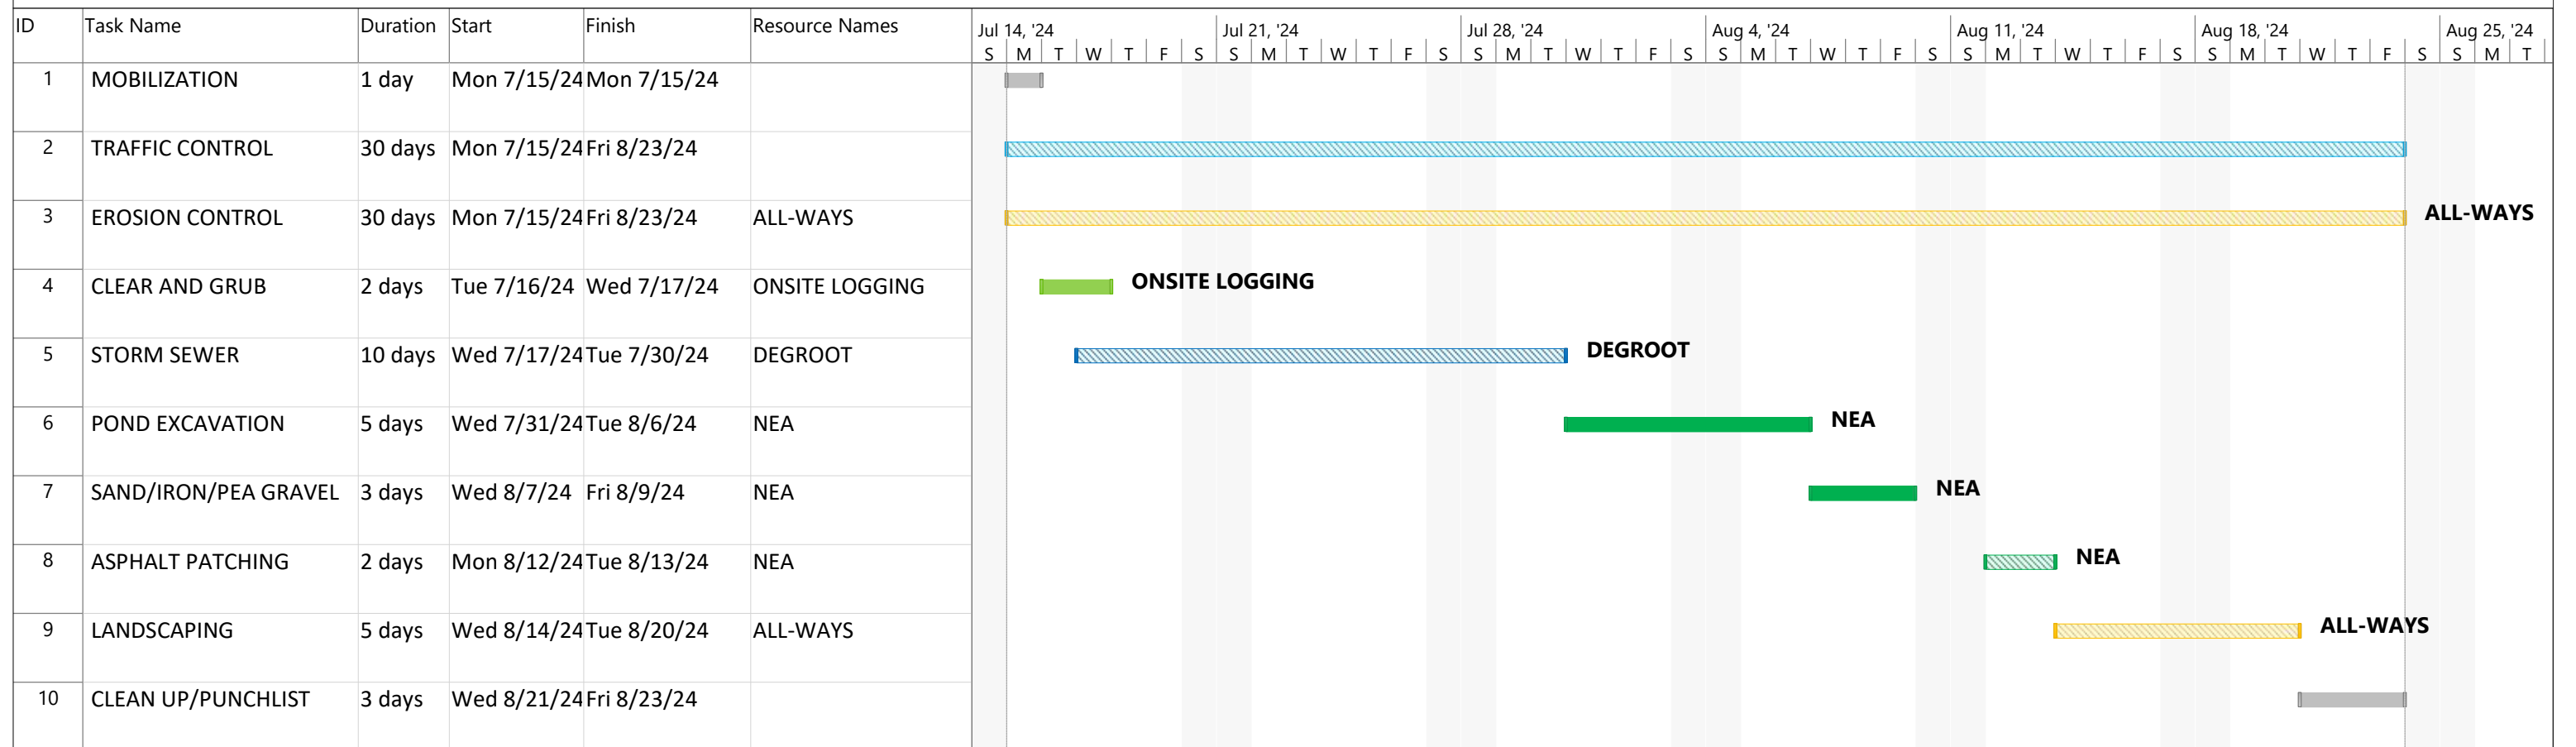 ID Task Name Duration Start Finish Resource Names
Jul 14, '24 Jul 21, '24 Jul 28, '24 Aug 4, '24 Aug 11, '24 Aug 18, '24 Aug 25, '24
S M T W T F S S M T W T F S S M T W T F S S M T W T F S S M T W T F S S M T W T F S S M T
1 MOBILIZATION 1 day Mon 7/15/24 Mon 7/15/24
2 TRAFFIC CONTROL 30 days Mon 7/15/24 Fri 8/23/24
3 EROSION CONTROL 30 days Mon 7/15/24 Fri 8/23/24 ALL-WAYS ALL-WAYS
4 CLEAR AND GRUB 2 days Tue 7/16/24 Wed 7/17/24 ONSITE LOGGING ONSITE LOGGING
5 STORM SEWER 10 days Wed 7/17/24 Tue 7/30/24 DEGROOT DEGROOT
6 POND EXCAVATION 5 days Wed 7/31/24 Tue 8/6/24 NEA NEA
7 SAND/IRON/PEA GRAVEL 3 days Wed 8/7/24 Fri 8/9/24 NEA NEA
8 ASPHALT PATCHING 2 days Mon 8/12/24 Tue 8/13/24 NEA NEA
9 LANDSCAPING 5 days Wed 8/14/24 Tue 8/20/24 ALL-WAYS ALL-WAYS
10 CLEAN UP/PUNCHLIST 3 days Wed 8/21/24 Fri 8/23/24